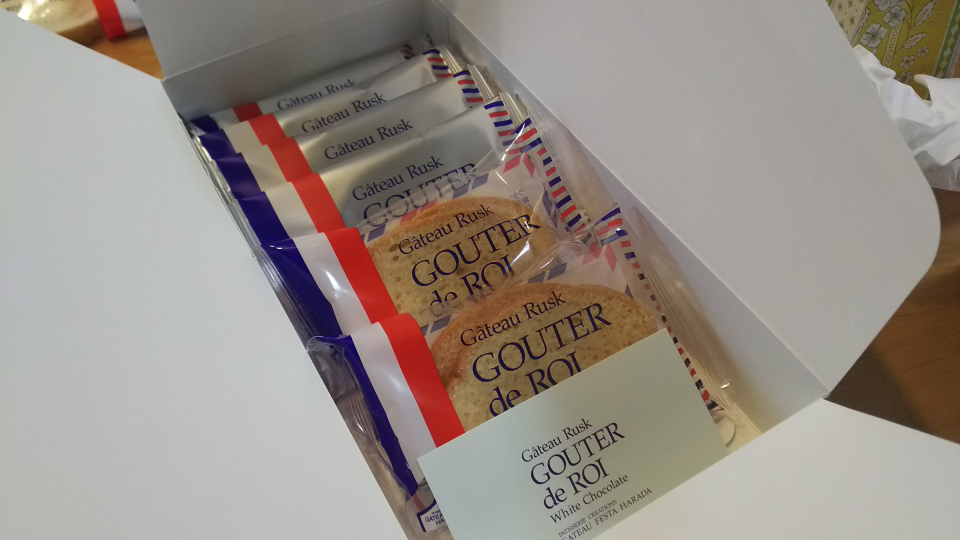 Gâteau Rusk
Gâteau Rusk
Gâteau Rusk
Gâteau Rusk
GOUTER
Gâteau Rusk
GOUTER
de ROI
Gâteau Rusk
GOUTER
de ROI
Gâteau Rusk
GOUTER
de ROI
White Chocolate
PATISSERIE CREATIONS
GATEAU FESTA HARADA